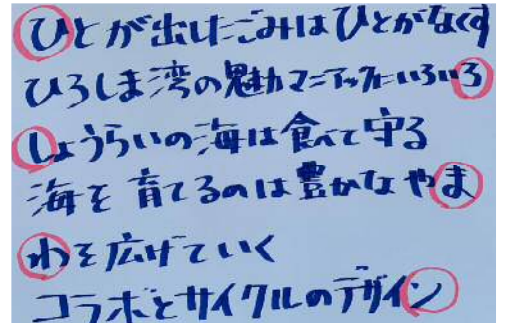 ひとが出したごみはひとがなくす
ひろしま湾の魅力マニアックにいろいろ
しょうらいの海は食べて守る
海を育てるのは豊かなやま
わを広げていく
コラボとサイクルのデザイン